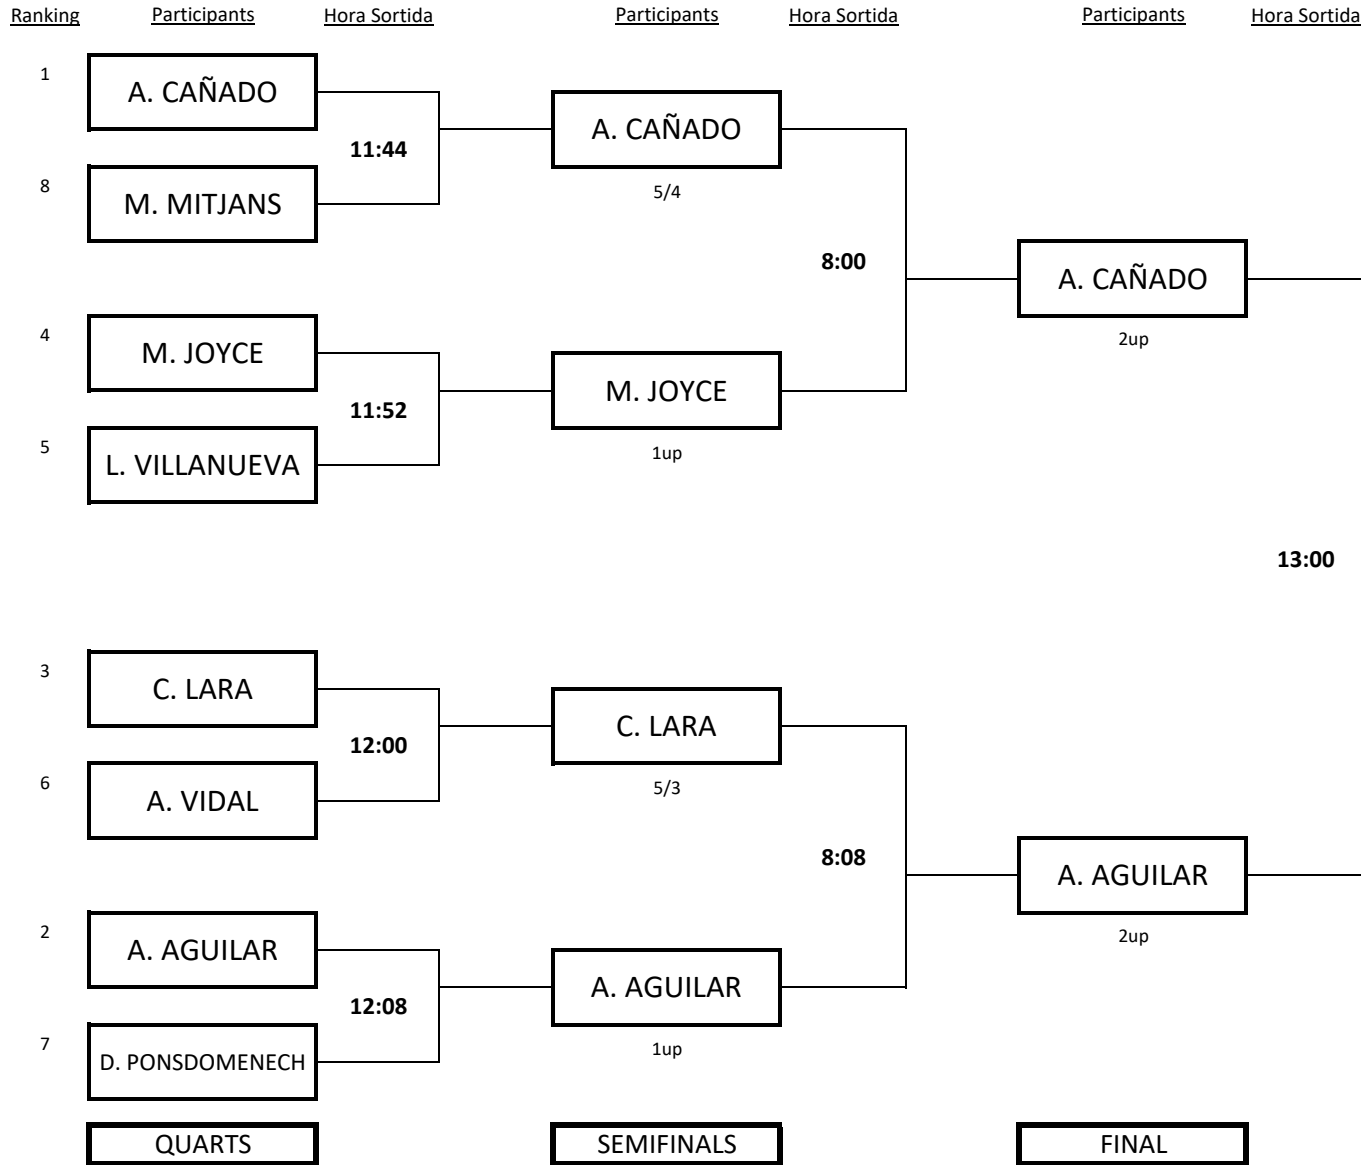 Ranking Participants Hora Sortida Participants Hora Sortida Participants Hora Sortida
1
A. CAÑADO
11:44
8
M. MITJANS
4
M. JOYCE
11:52
5
L. VILLANUEVA
3
C. LARA
12:00
6
A. VIDAL
2
A. AGUILAR
12:08
7
D. PONSDOMENECH
QUARTS
A. CAÑADO
5/4
8:00
M. JOYCE
1up
C. LARA
5/3
8:08
A. AGUILAR
1up
SEMIFINALS
A. CAÑADO
2up
13:00
A. AGUILAR
2up
FINAL